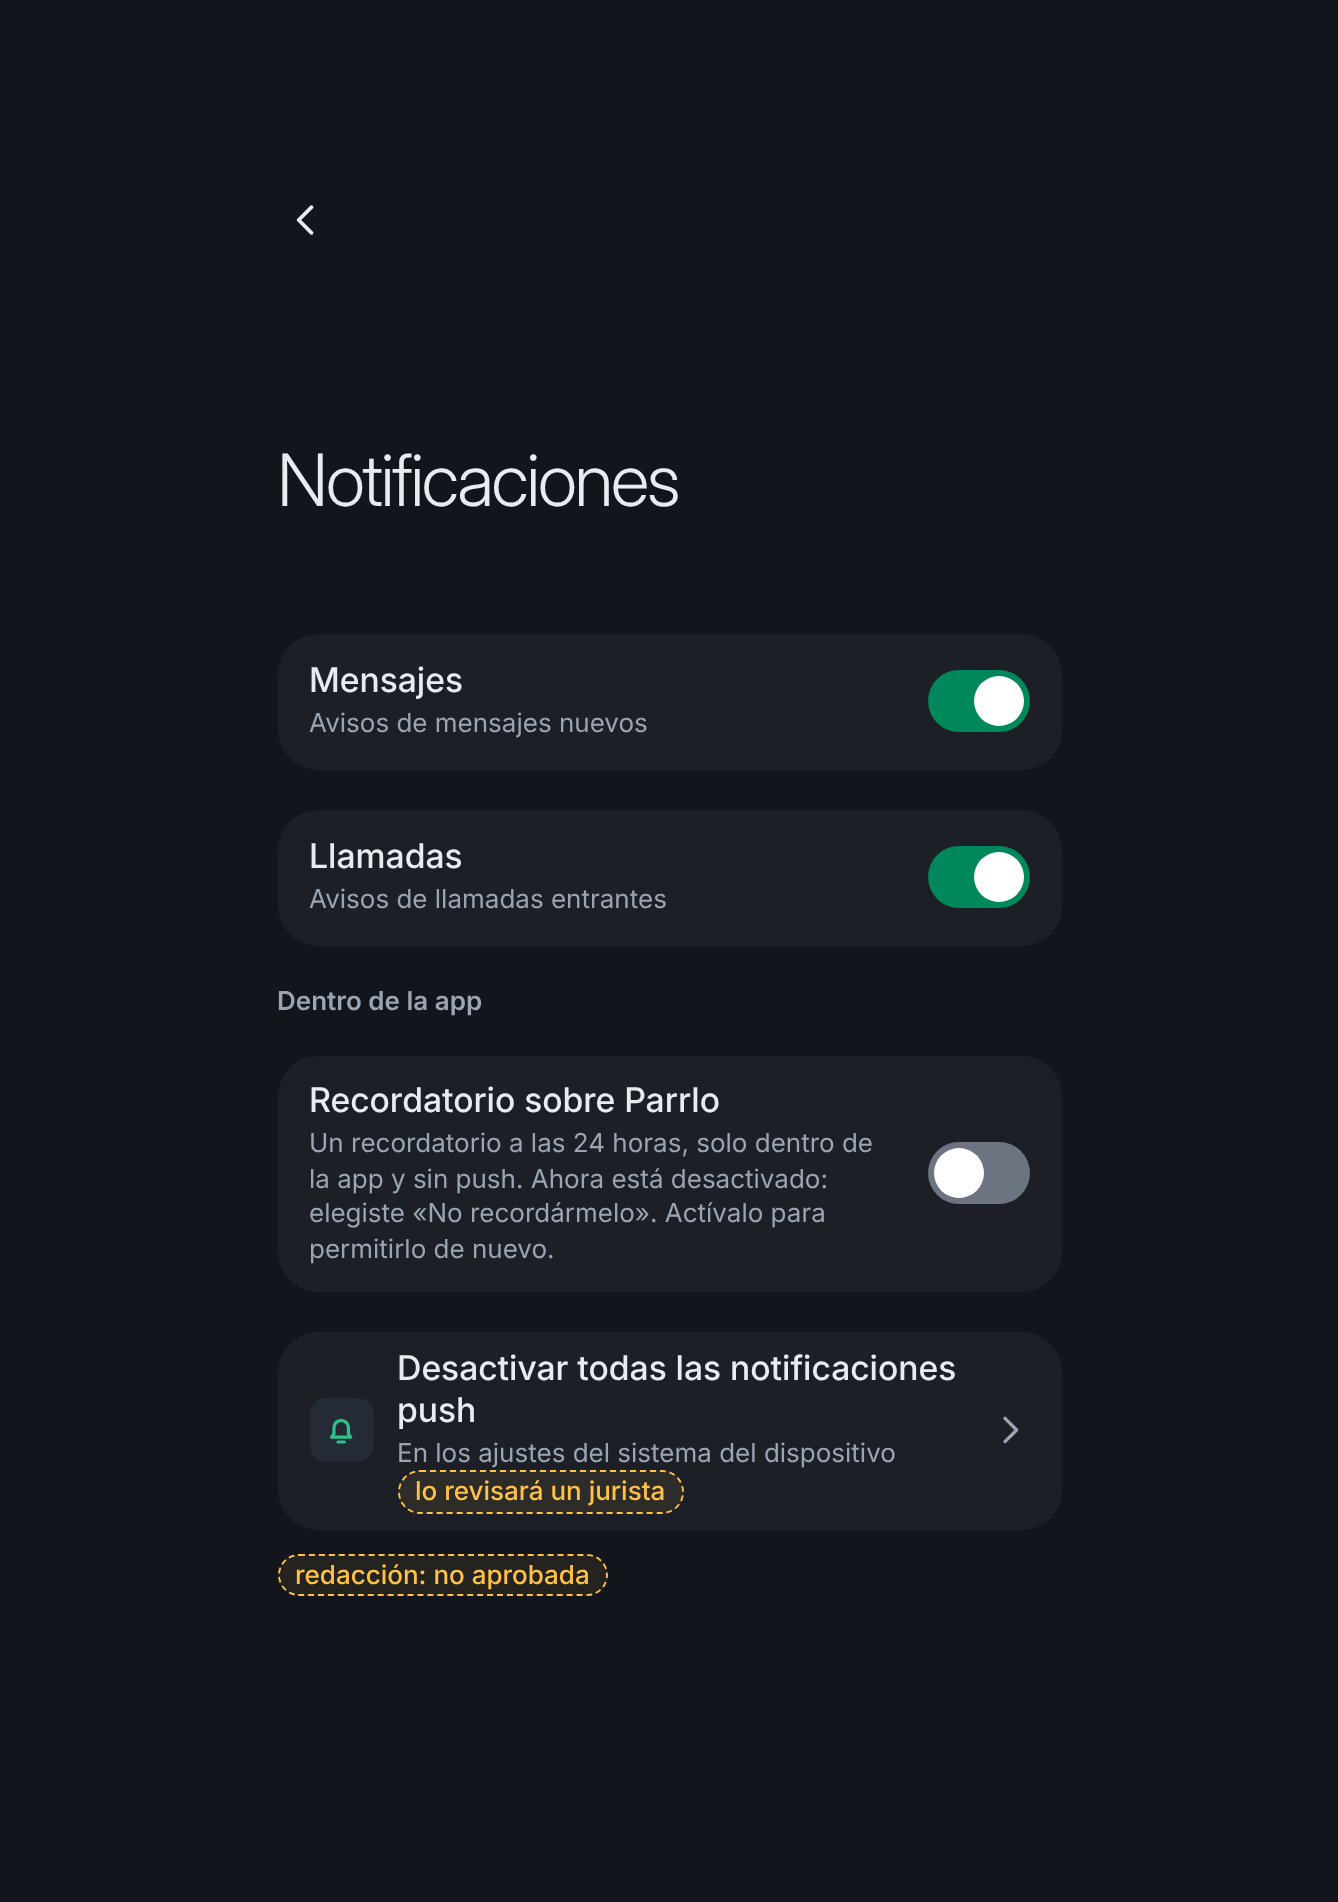 Notificaciones
Mensajes
Avisos de mensajes nuevos
Llamadas
Avisos de llamadas entrantes
Dentro de la app
Recordatorio sobre Parrlo
Un recordatorio a las 24 horas, solo dentro de
la app y sin push. Ahora está desactivado:
elegiste «No recordármelo». Actívalo para
permitirlo de nuevo.
Desactivar todas las notificaciones
push
En los ajustes del sistema del dispositivo
lo revisará un jurista
redacción: no aprobada